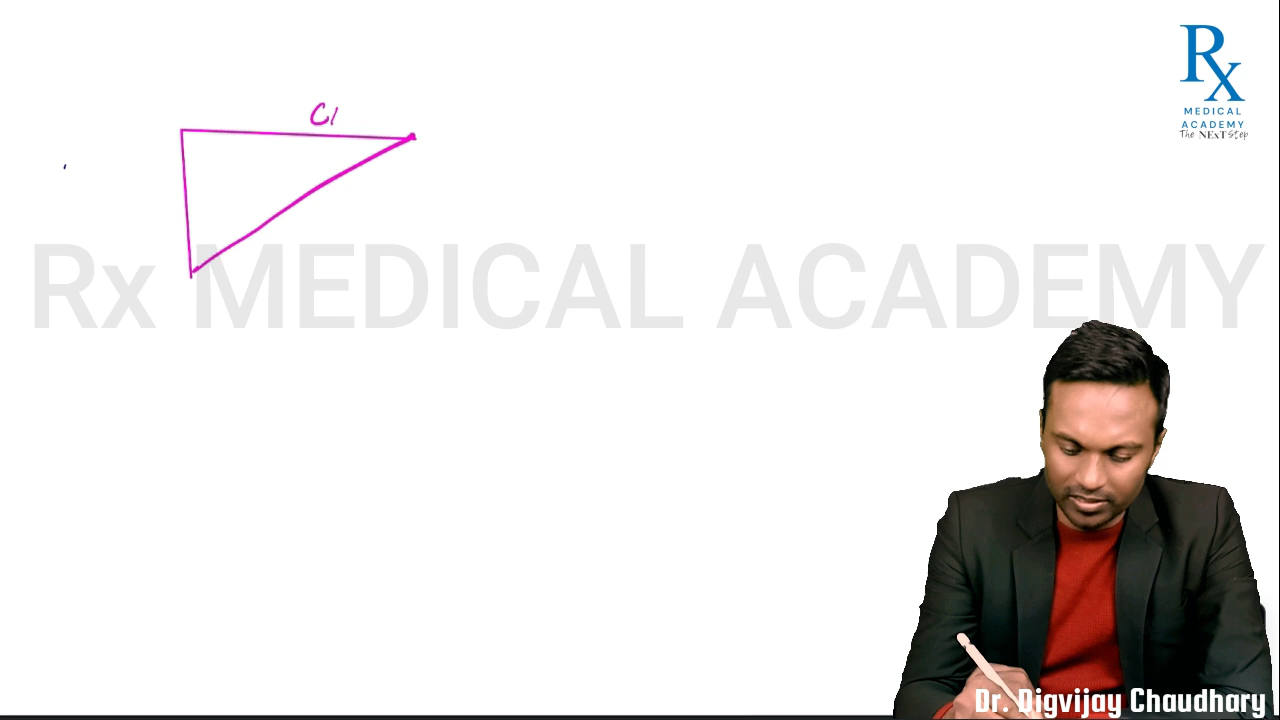 Rx
MEDICAL
ACADEMY
The NExT Step
Cl
Rx MEDICAL ACADEMY
Dr. Digvijay Chaudhary